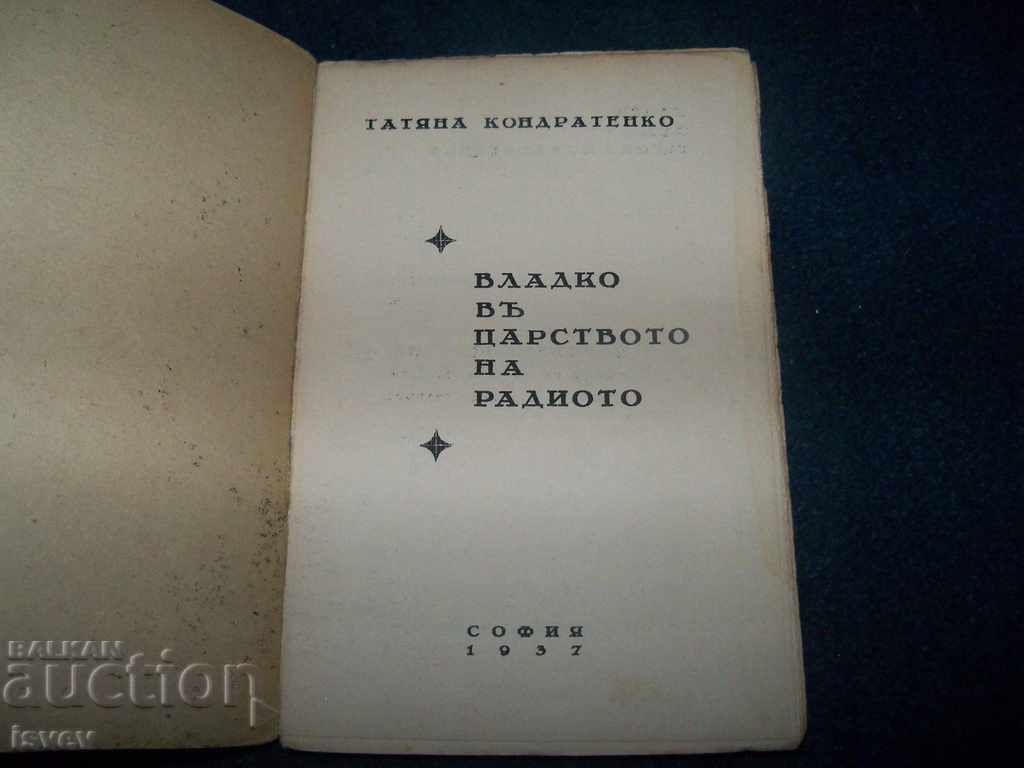 ТАТЯНА КОНДРАТЕНКО
ВЛАДКО
ВЪ
ЦАРСТВОТО
НА
РАДИОТО
СОФИЯ
1937
BALKAN
auction
isvev